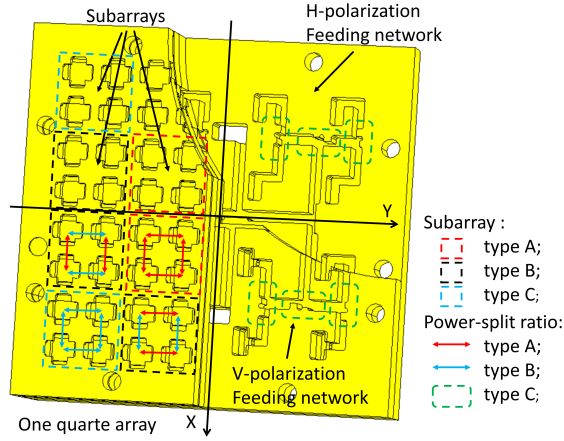 Subarrays
H-polarization
Feeding network
Y
Subarray :
type A;
type B;
type C;
Power-split ratio:
type A;
type B;
type C;
V-polarization
Feeding network
X
One quarte array